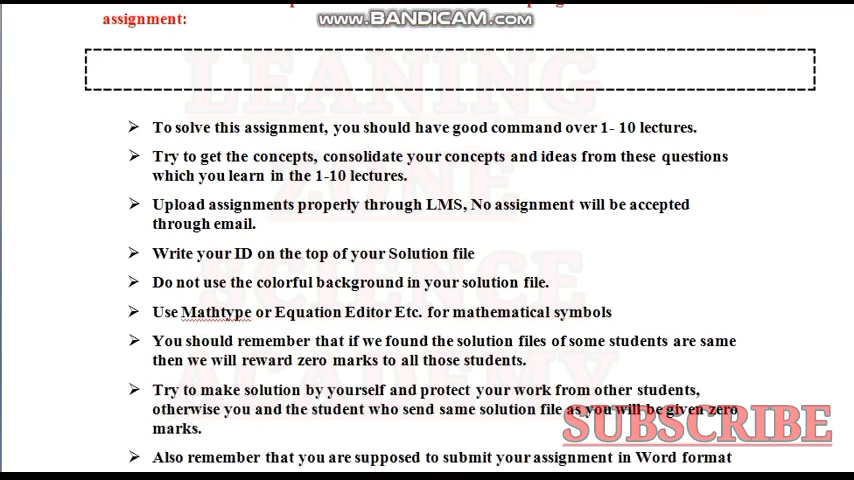 www.BANDICAM.com
assignment:
LEANING
ZONE
SCIENCE
ACADEMY
To solve this assignment, you should have good command over 1- 10 lectures.
Try to get the concepts, consolidate your concepts and ideas from these questions
which you learn in the 1-10 lectures.
Upload assignments properly through LMS, No assignment will be accepted
through email.
Write your ID on the top of your Solution file
Do not use the colorful background in your solution file.
Use Mathtype or Equation Editor Etc. for mathematical symbols
You should remember that if we found the solution files of some students are same
then we will reward zero marks to all those students.
Try to make solution by yourself and protect your work from other students,
otherwise you and the student who send same solution file as you will be given zero
marks.
SUBSCRIBE
Also remember that you are supposed to submit your assignment in Word format